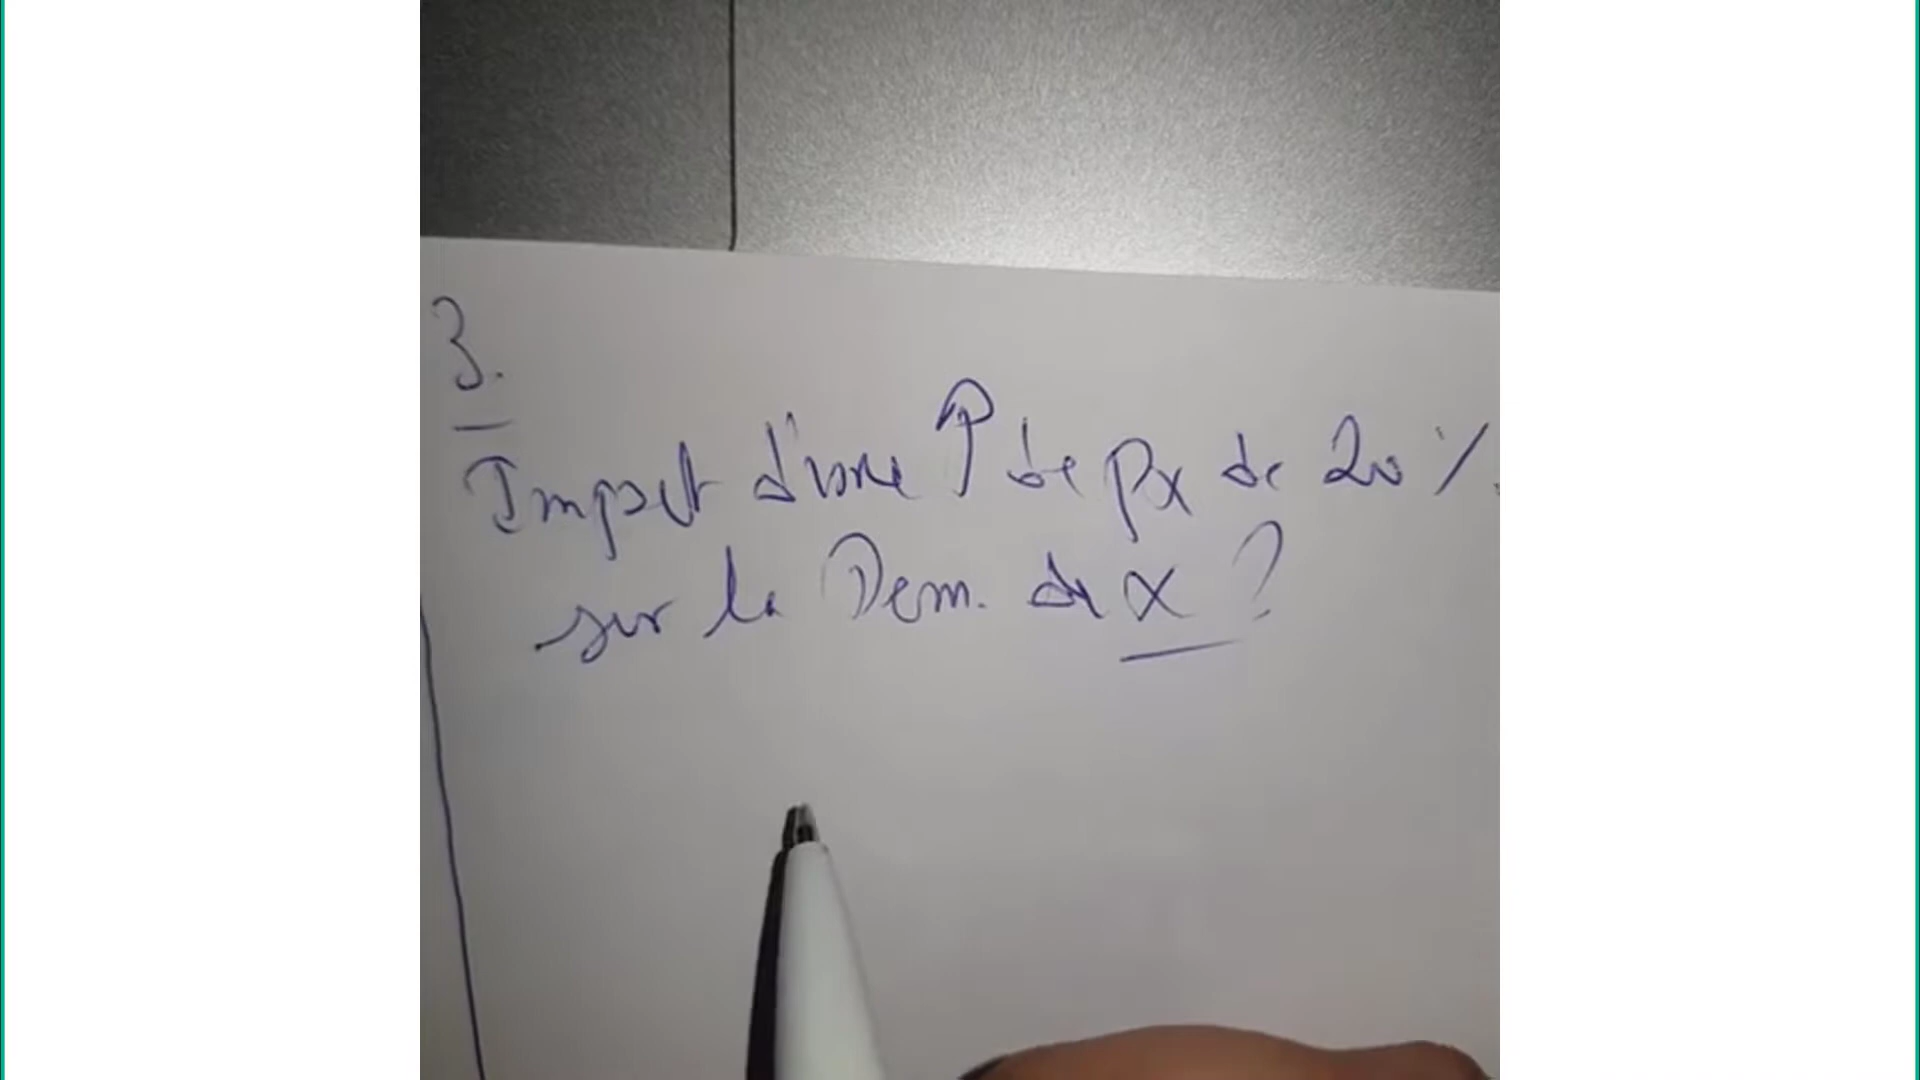 3.
Impact d'une ↑ de px de 20 %.
sur la Dem. de x ?